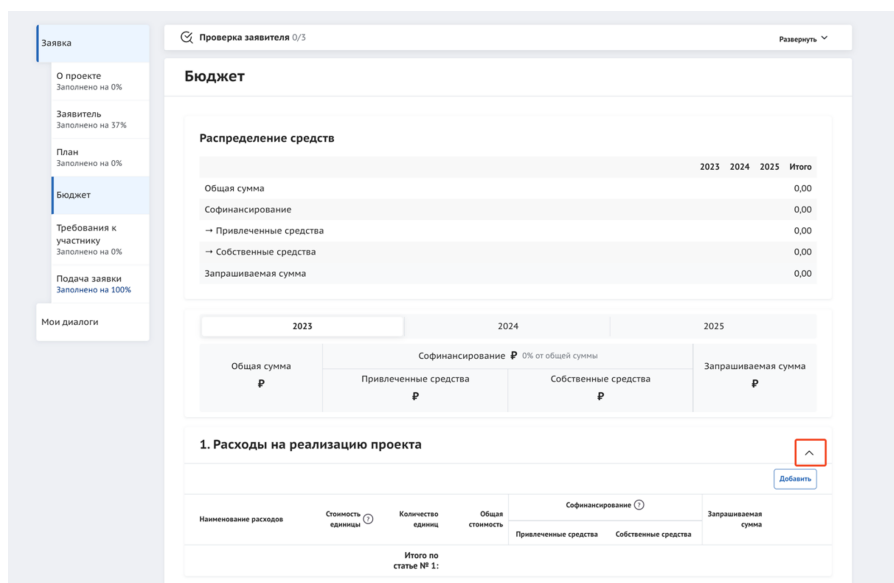 Заявка
О проекте
Заполнено на 0%
Заявитель
Заполнено на 37%
План
Заполнено на 0%
Бюджет
Требования к
участнику
Заполнено на 0%
Подача заявки
Заполнено на 100%
Мои диалоги
Проверка заявителя 0/3 Развернуть
Бюджет
Распределение средств
2023 2024 2025 Итого
Общая сумма 0,00
Софинансирование 0,00
→ Привлеченные средства 0,00
→ Собственные средства 0,00
Запрашиваемая сумма 0,00
2023 2024 2025
Общая сумма
₽
Софинансирование ₽ 0% от общей суммы
Привлеченные средства
₽
Собственные средства
₽
Запрашиваемая сумма
₽
1. Расходы на реализацию проекта
Добавить
Наименование расходов
Стоимость
единицы ?
Количество
единиц
Общая
стоимость
Софинансирование ?
Привлеченные средства Собственные средства
Запрашиваемая
сумма
Итого по
статье № 1: